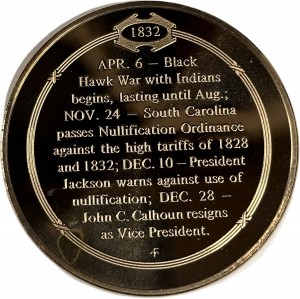 1832
APR. 6 – Black
Hawk War with Indians
begins, lasting until Aug.;
NOV. 24 – South Carolina
passes Nullification Ordinance
against the high tariffs of 1828
and 1832; DEC. 10 – President
Jackson warns against use of
nullification; DEC. 28 –
John C. Calhoun resigns
as Vice President.